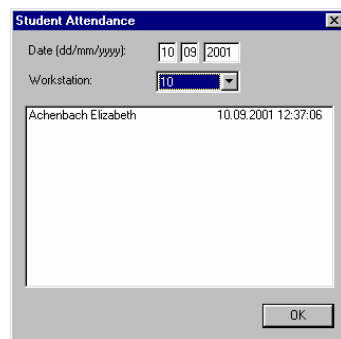 Student Attendance
Date (dd/mm/yyyy): 10 09 2001
Workstation: 10
Achenbach Elizabeth 10.09.2001 12:37:06
OK